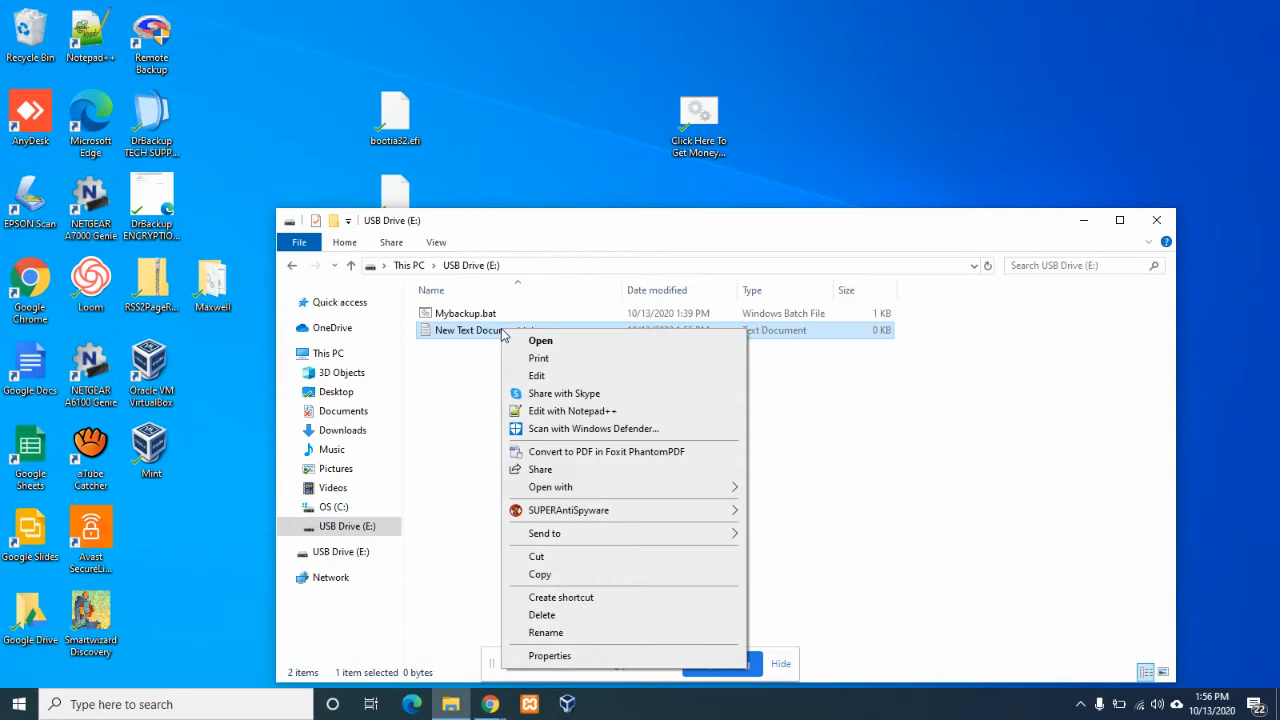 Recycle Bin
Notepad++
Remote
Backup
AnyDesk
Microsoft
Edge
DrBackup
TECH SUPP...
bootia32.efi
Click Here To
Get Money...
EPSON Scan
NETGEAR
A7000 Genie
DrBackup
ENCRYPTIO...
Google
Chrome
Loom
RSS2PageR...
Maxwell
Google Docs
NETGEAR
A6100 Genie
Oracle VM
VirtualBox
Google
Sheets
aTube
Catcher
Mint
Google Slides
Avast
SecureLi...
Google Drive
Smartwizard
Discovery
USB Drive (E:)
File
Home
Share
View
This PC
USB Drive (E:)
Search USB Drive (E:)
Name
Date modified
Type
Size
Quick access
OneDrive
This PC
3D Objects
Desktop
Documents
Downloads
Music
Pictures
Videos
OS (C:)
USB Drive (E:)
USB Drive (E:)
Network
Mybackup.bat
10/13/2020 1:39 PM
Windows Batch File
1 KB
New Text Docu
Text Document
0 KB
Open
Print
Edit
Share with Skype
Edit with Notepad++
Scan with Windows Defender...
Convert to PDF in Foxit PhantomPDF
Share
Open with
SUPERAntiSpyware
Send to
Cut
Copy
Create shortcut
Delete
Rename
Properties
Hide
2 items
1 item selected 0 bytes
Type here to search
1:56 PM
10/13/2020
22